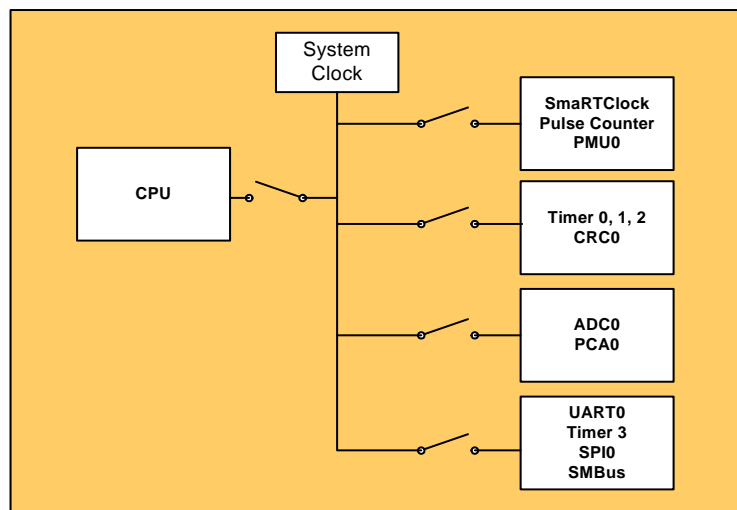 System
Clock
SmaRTClock
Pulse Counter
PMU0
CPU
Timer 0, 1, 2
CRC0
ADC0
PCA0
UART0
Timer 3
SPI0
SMBus